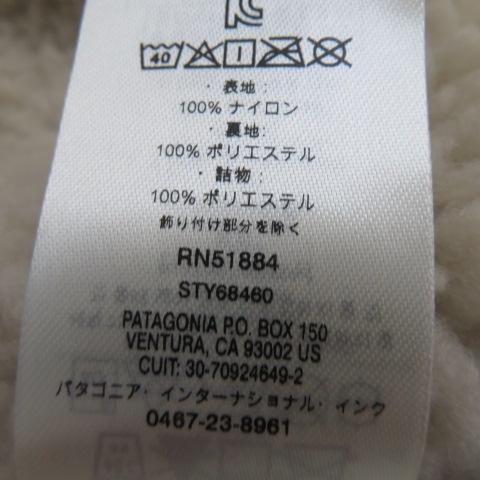 40
・表地:
100% ナイロン
・裏地:
100% ポリエステル
・詰物:
100% ポリエステル
飾り付け部分を除く
RN51884
STY68460
PATAGONIA P.O. BOX 150
VENTURA, CA 93002 US
CUIT: 30-70924649-2
パタゴニア・インターナショナル・インク
0467-23-8961